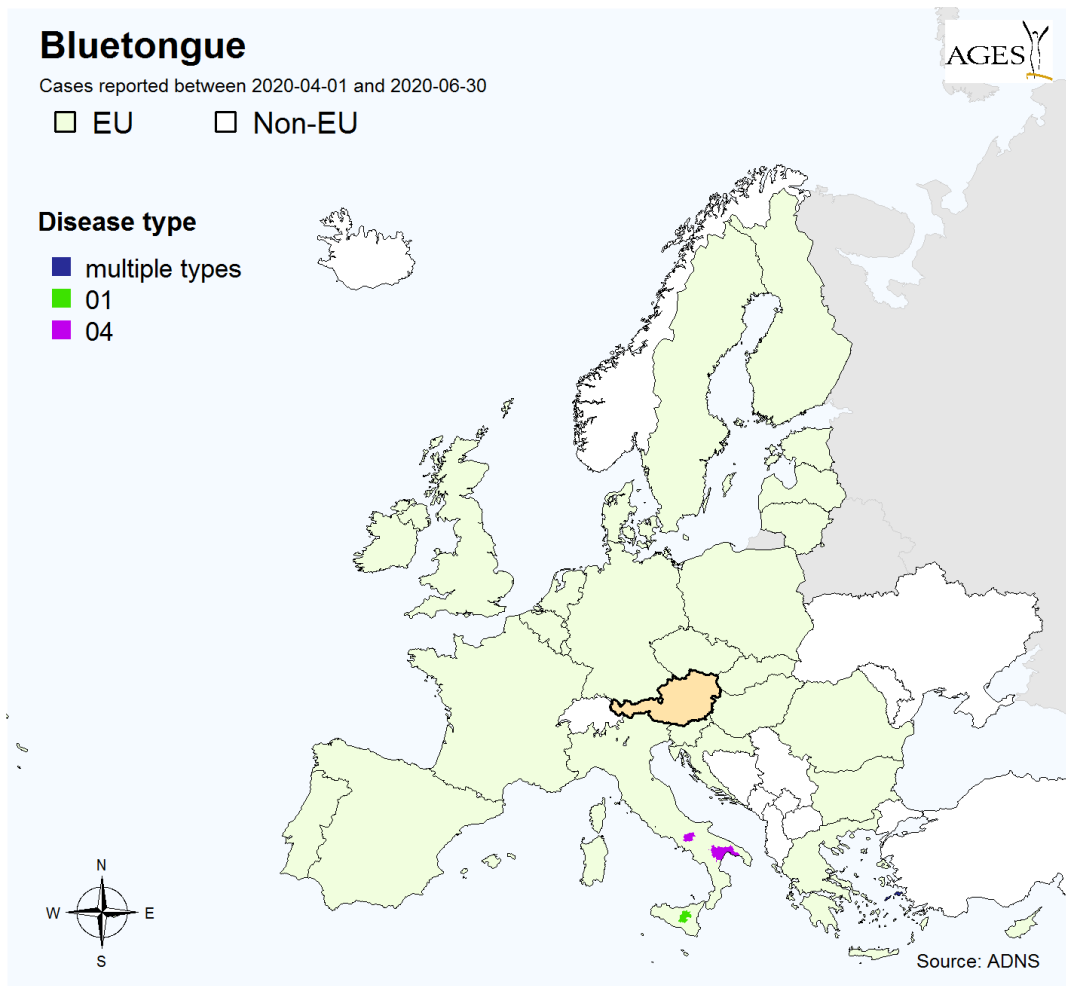 Bluetongue
AGES
Cases reported between 2020-04-01 and 2020-06-30
EU Non-EU
Disease type
multiple types
01
04
N
W E
S
Source: ADNS